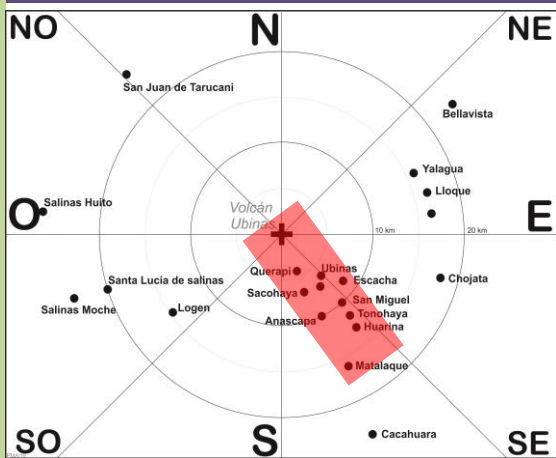 NO
N
NE
San Juan de Tarucani
Bellavista
Yalagua
Lloque
Salinas Huito
Volcán
Ubinas
O
E
10 km
20 km
Querapi
Ubinas
Escacha
Chojata
Santa Lucia de salinas
Sacohaya
San Miguel
Salinas Moche
Logen
Anascapa
Tonohaya
Huarina
Matalaque
SO
S
Cacahuara
SE